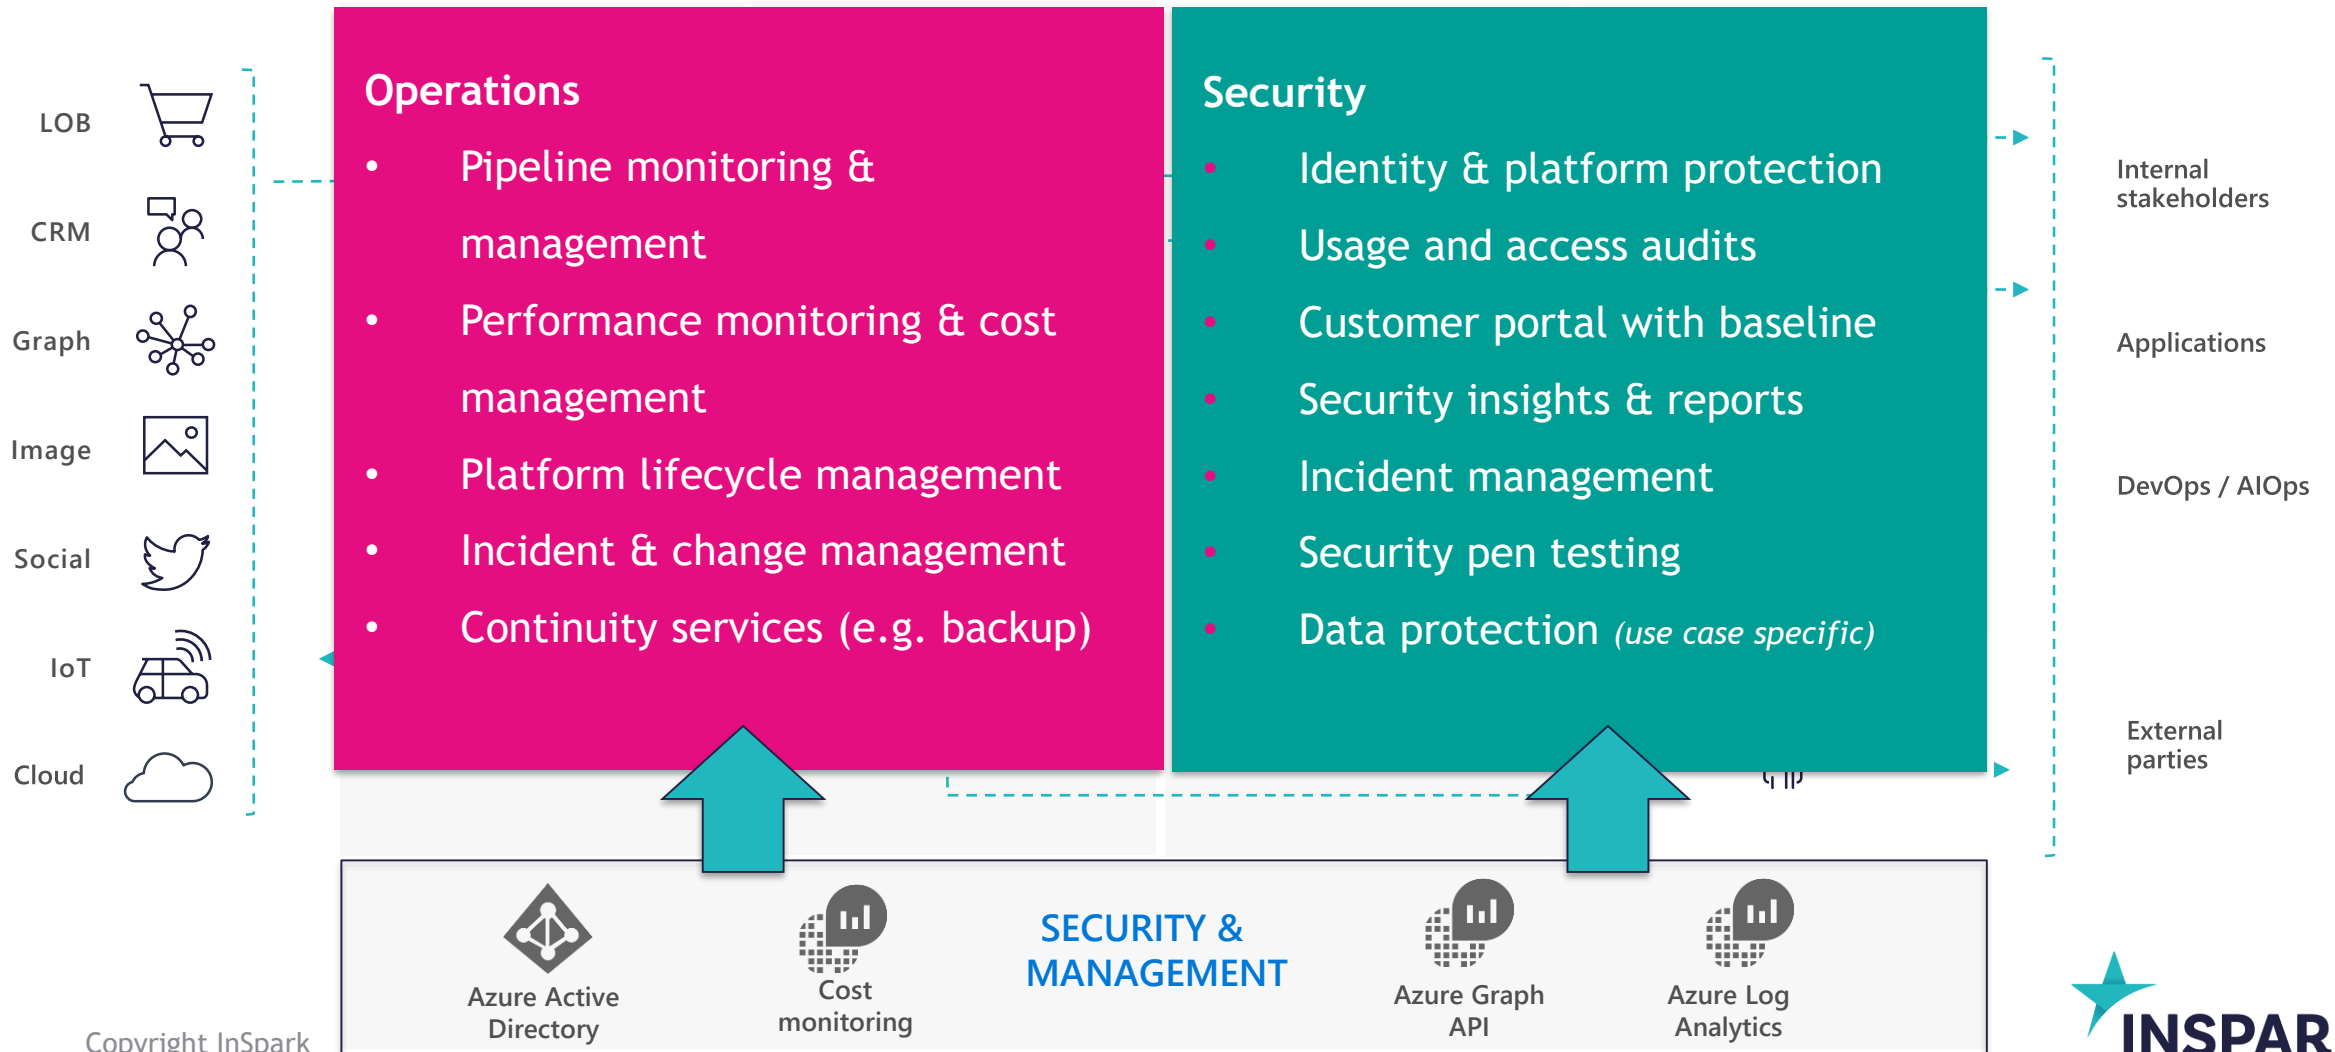 LOB
CRM
Graph
Image
Social
IoT
Cloud
Operations
• Pipeline monitoring &
management
• Performance monitoring & cost
management
• Platform lifecycle management
• Incident & change management
• Continuity services (e.g. backup)
Security
• Identity & platform protection
• Usage and access audits
• Customer portal with baseline
• Security insights & reports
• Incident management
• Security pen testing
• Data protection (use case specific)
Internal
stakeholders
Applications
DevOps / AIOps
External
parties
Azure Active
Directory
Cost
monitoring
SECURITY &
MANAGEMENT
Azure Graph
API
Azure Log
Analytics
Copyright InSpark
INSPAR